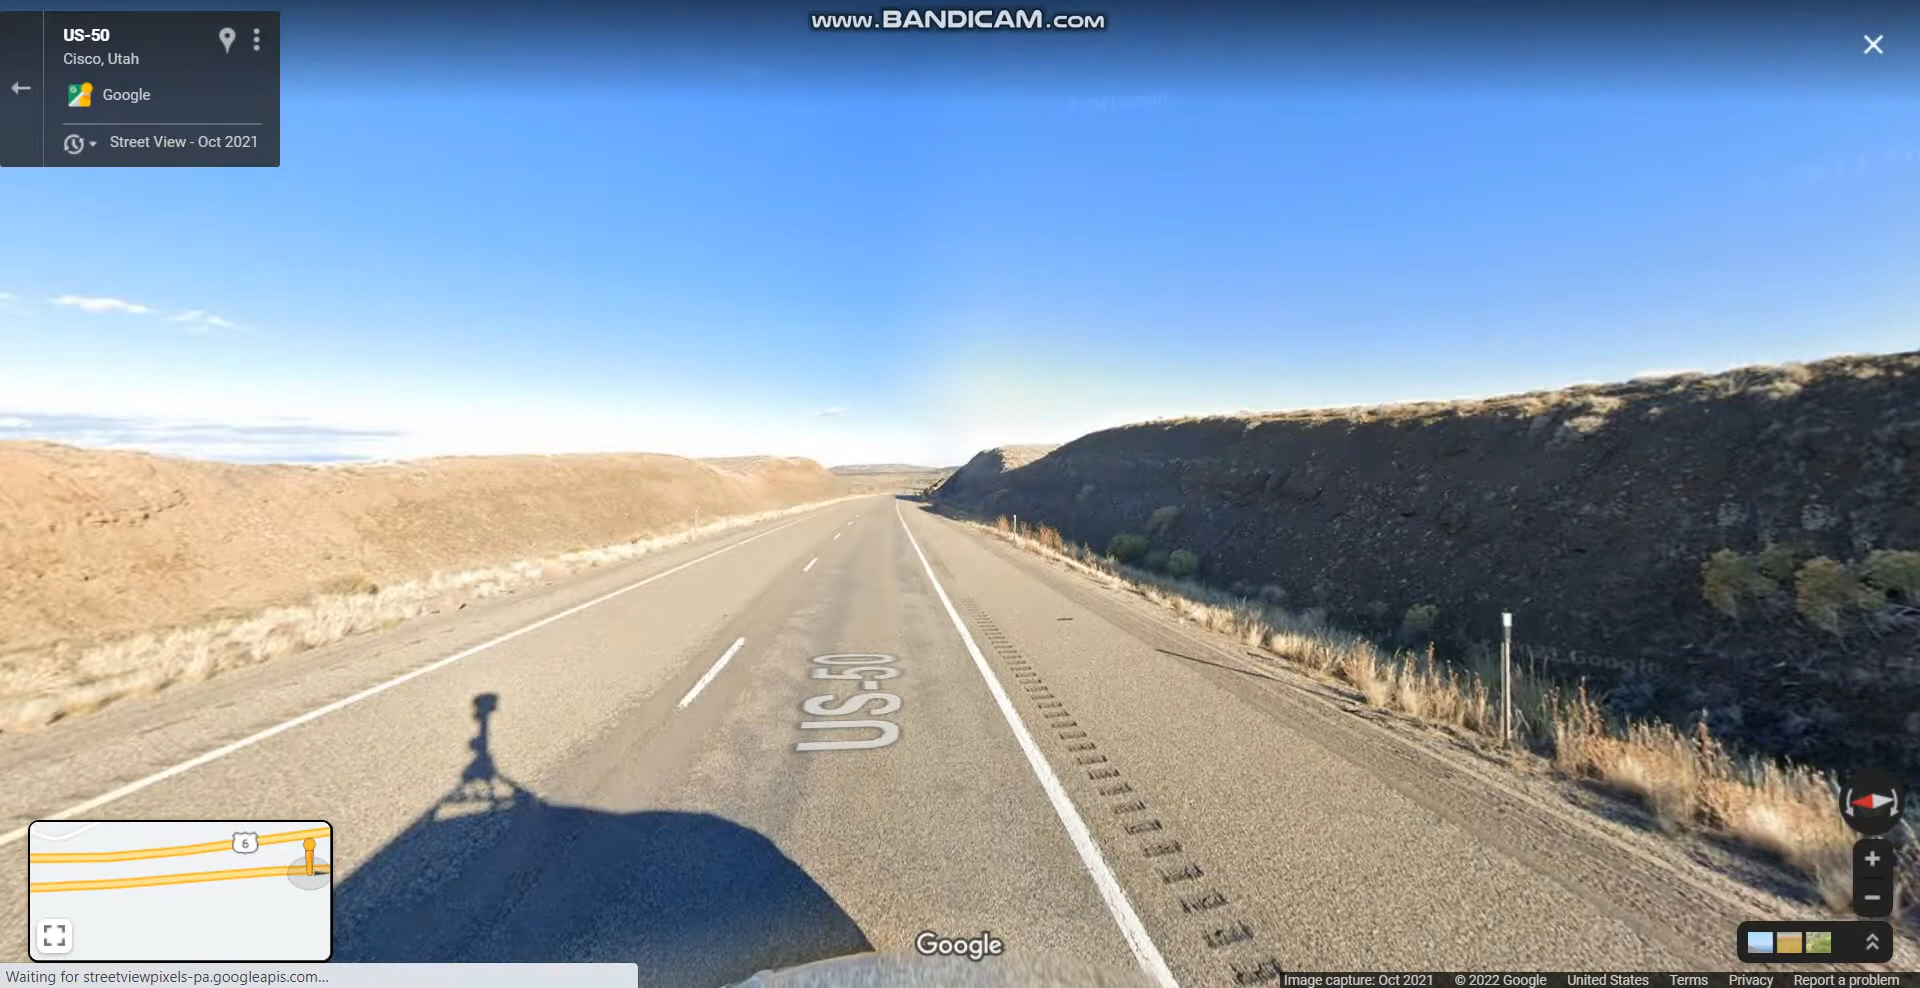 www.BANDICAM.com
US-50
Cisco, Utah
Google
Street View - Oct 2021
US-50
6
Google
Waiting for streetviewpixels-pa.googleapis.com...
Image capture: Oct 2021 © 2022 Google United States Terms Privacy Report a problem